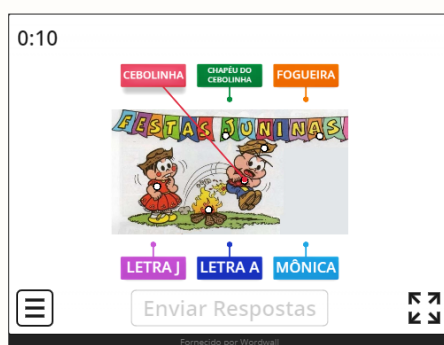 0:10
CEBOLINHA
CHAPÉU DO
CEBOLINHA
FOGUEIRA
FESTAS JUNINAS
LETRA J
LETRA A
MÔNICA
Enviar Respostas
Fornecido por Wordwall